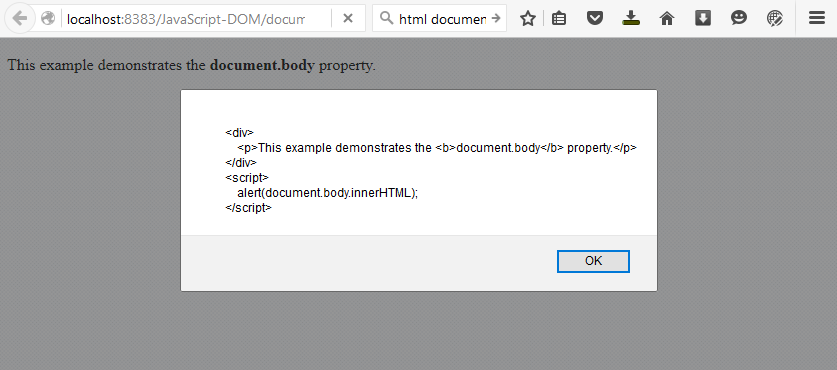 localhost:8383/JavaScript-DOM/docum
html documen
This example demonstrates the document.body property.
<div>
<p>This example demonstrates the <b>document.body</b> property.</p>
</div>
<script>
alert(document.body.innerHTML);
</script>
OK